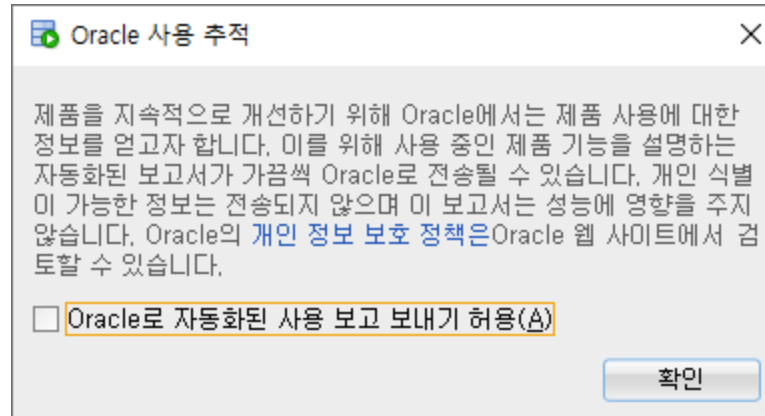 Oracle 사용 추적
제품을 지속적으로 개선하기 위해 Oracle에서는 제품 사용에 대한
정보를 얻고자 합니다. 이를 위해 사용 중인 제품 기능을 설명하는
자동화된 보고서가 가끔씩 Oracle로 전송될 수 있습니다. 개인 식별
이 가능한 정보는 전송되지 않으며 이 보고서는 성능에 영향을 주지
않습니다. Oracle의 개인 정보 보호 정책은Oracle 웹 사이트에서 검
토할 수 있습니다.
Oracle로 자동화된 사용 보고 보내기 허용(A)
확인